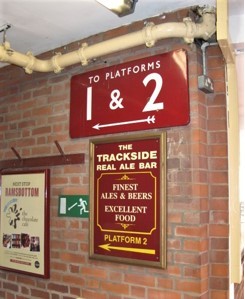 TO PLATFORMS
1 & 2
THE
TRACKSIDE
REAL ALE BAR
FINEST
ALES & BEERS
EXCELLENT
FOOD
PLATFORM 2
RAMSBOTTOM